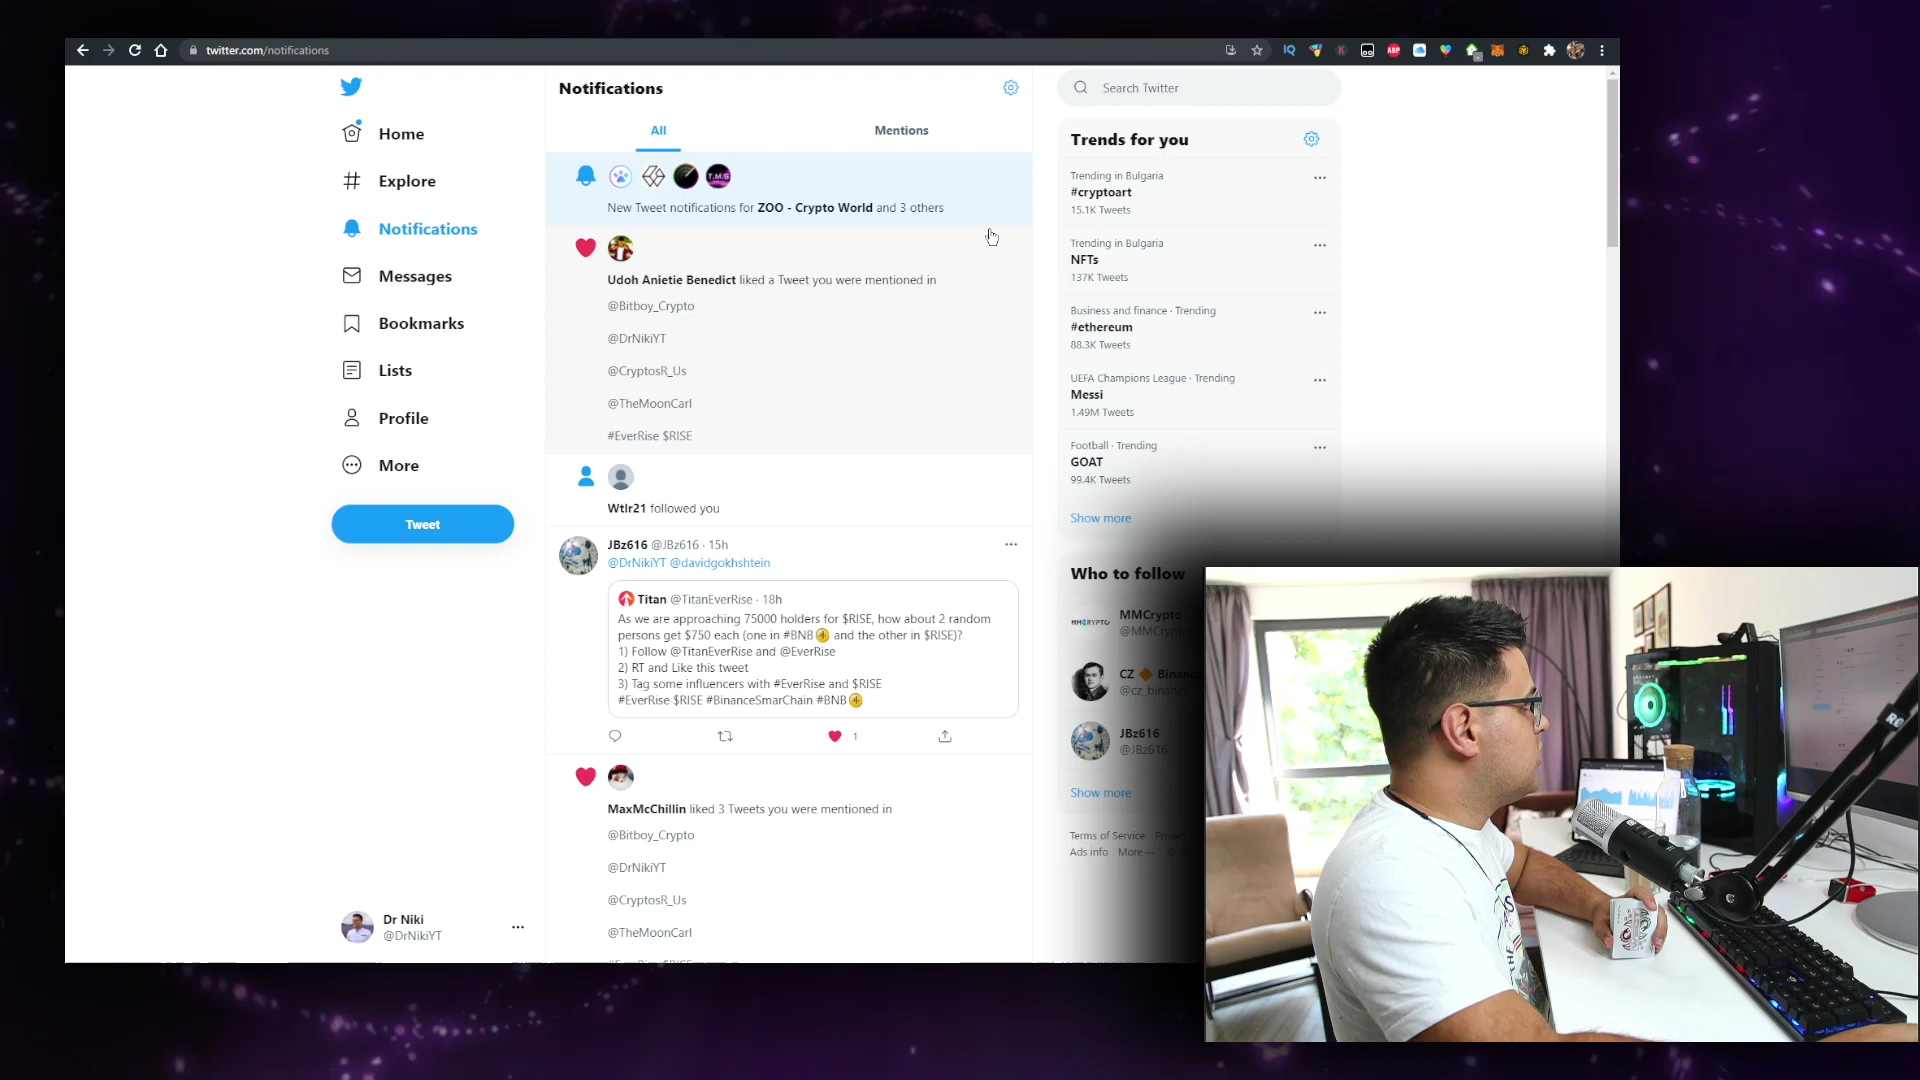 twitter.com/notifications
Home
Explore
Notifications
Messages
Bookmarks
Lists
Profile
More
Tweet
Dr Niki
@DrNikiYT
Notifications
All
Mentions
T.M.G
New Tweet notifications for ZOO - Crypto World and 3 others
Udoh Anietie Benedict liked a Tweet you were mentioned in
@Bitboy_Crypto
@DrNikiYT
@CryptosR_Us
@TheMoonCarl
#EverRise $RISE
Wtlr21 followed you
JBz616 @JBz616 · 15h
@DrNikiYT @davidgokhshtein
Titan @TitanEverRise · 18h
As we are approaching 75000 holders for $RISE, how about 2 random
persons get $750 each (one in #BNB and the other in $RISE)?
1) Follow @TitanEverRise and @EverRise
2) RT and Like this tweet
3) Tag some influencers with #EverRise and $RISE
#EverRise $RISE #BinanceSmarChain #BNB
1
MaxMcChillin liked 3 Tweets you were mentioned in
@Bitboy_Crypto
@DrNikiYT
@CryptosR_Us
@TheMoonCarl
Search Twitter
Trends for you
Trending in Bulgaria
#cryptoart
15.1K Tweets
Trending in Bulgaria
NFTs
137K Tweets
Business and finance · Trending
#ethereum
88.3K Tweets
UEFA Champions League · Trending
Messi
1.49M Tweets
Football · Trending
GOAT
99.4K Tweets
Show more
Who to follow
MMCRYPTO
MMCrypto
@MMCrypto
CZ Binance
@cz_binance
JBz616
@JBz616
Show more
Terms of Service
Ads info More